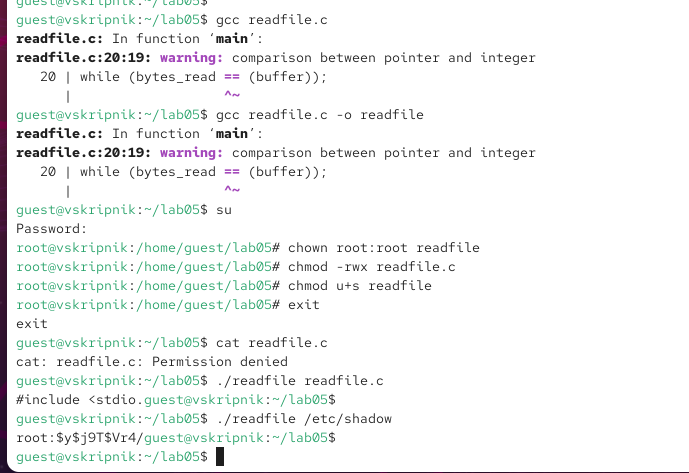 guest@vskripnik:~/lab05$
guest@vskripnik:~/lab05$ gcc readfile.c
readfile.c: In function ‘main’:
readfile.c:20:19: warning: comparison between pointer and integer
   20 | while (bytes_read == (buffer));
      |                   ^~
guest@vskripnik:~/lab05$ gcc readfile.c -o readfile
readfile.c: In function ‘main’:
readfile.c:20:19: warning: comparison between pointer and integer
   20 | while (bytes_read == (buffer));
      |                   ^~
guest@vskripnik:~/lab05$ su
Password:
root@vskripnik:/home/guest/lab05# chown root:root readfile
root@vskripnik:/home/guest/lab05# chmod -rwx readfile.c
root@vskripnik:/home/guest/lab05# chmod u+s readfile
root@vskripnik:/home/guest/lab05# exit
exit
guest@vskripnik:~/lab05$ cat readfile.c
cat: readfile.c: Permission denied
guest@vskripnik:~/lab05$ ./readfile readfile.c
#include <stdio.guest@vskripnik:~/lab05$
guest@vskripnik:~/lab05$ ./readfile /etc/shadow
root:$y$j9T$Vr4/guest@vskripnik:~/lab05$
guest@vskripnik:~/lab05$